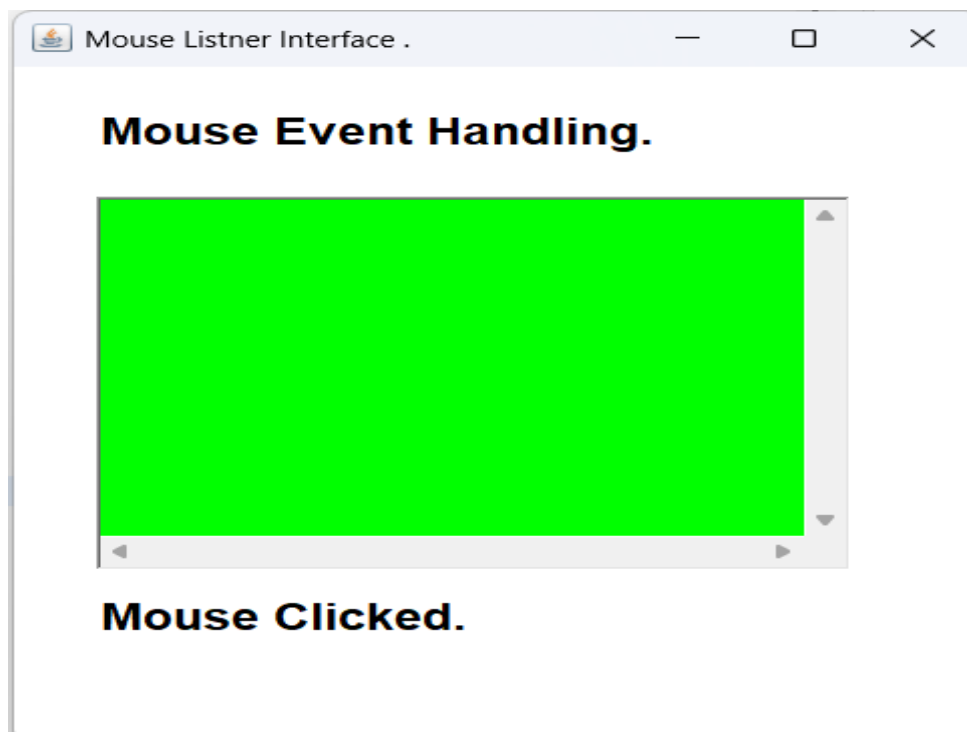 Mouse Listner Interface .
Mouse Event Handling.
Mouse Clicked.